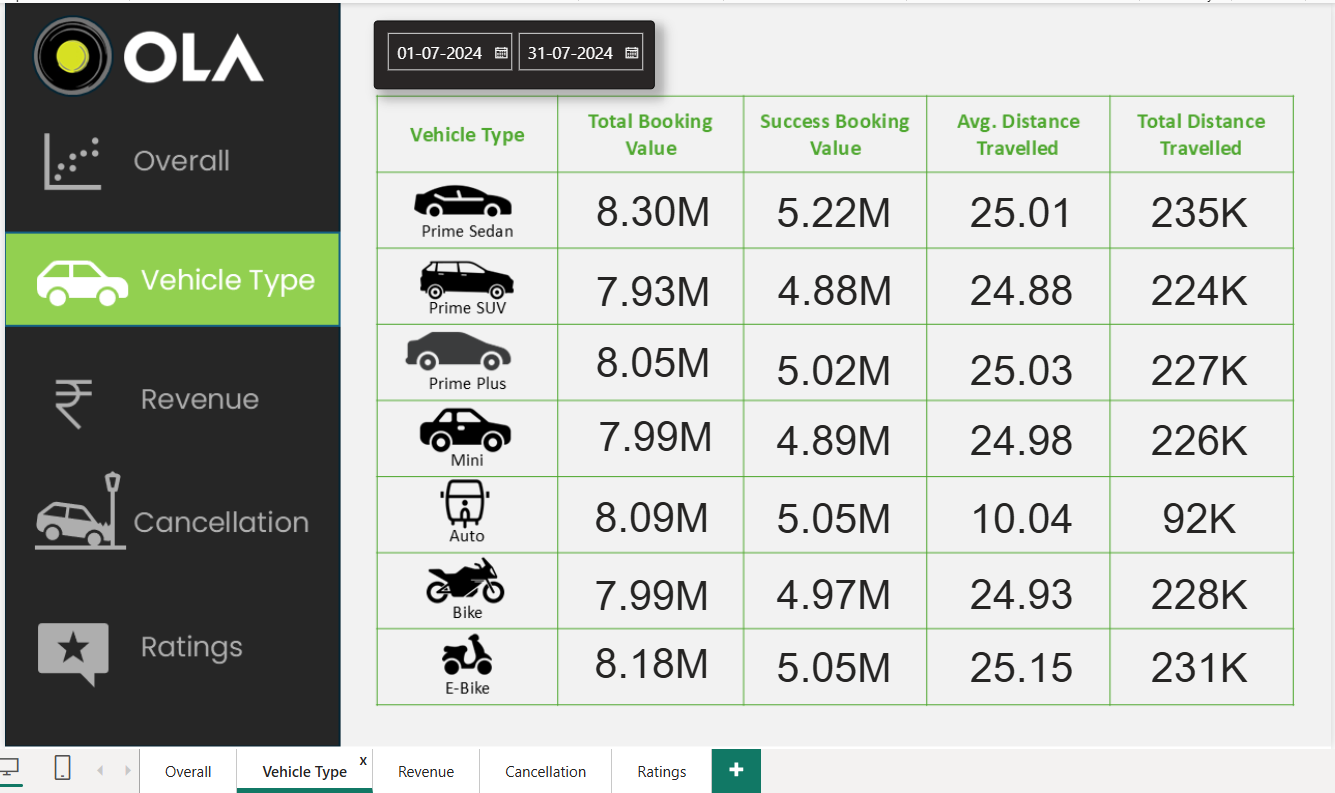 OLA
01-07-2024 31-07-2024
Overall
Vehicle Type
Revenue
Cancellation
Ratings
Vehicle Type Total Booking Value Success Booking Value Avg. Distance Travelled Total Distance Travelled
Prime Sedan 8.30M 5.22M 25.01 235K
Prime SUV 7.93M 4.88M 24.88 224K
Prime Plus 8.05M 5.02M 25.03 227K
Mini 7.99M 4.89M 24.98 226K
Auto 8.09M 5.05M 10.04 92K
Bike 7.99M 4.97M 24.93 228K
E-Bike 8.18M 5.05M 25.15 231K
Overall Vehicle Type x Revenue Cancellation Ratings +